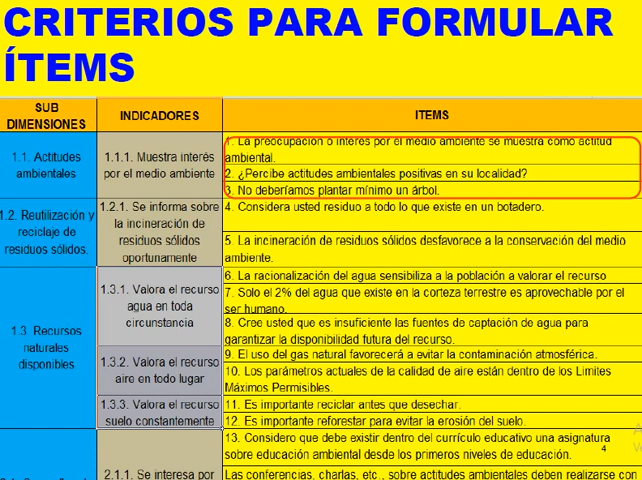 CRITERIOS PARA FORMULAR
ÍTEMS
SUB
DIMENSIONES
INDICADORES
ITEMS
1.1. Actitudes
ambientales
1.1.1. Muestra interés
por el medio ambiente
1. La preocupación o interés por el medio ambiente se muestra como actitud
ambiental.
2. ¿Percibe actitudes ambientales positivas en su localidad?
3. No deberíamos plantar mínimo un árbol.
1.2. Reutilización y
reciclaje de
residuos sólidos.
1.2.1. Se informa sobre
la incineración de
residuos sólidos
oportunamente
4. Considera usted residuo a todo lo que existe en un botadero.
5. La incineración de residuos sólidos desfavorece a la conservación del medio
ambiente.
1.3. Recursos
naturales
disponibles
1.3.1. Valora el recurso
agua en toda
circunstancia
6. La racionalización del agua sensibiliza a la población a valorar el recurso
7. Solo el 2% del agua que existe en la corteza terrestre es aprovechable por el
ser humano.
8. Cree usted que es insuficiente las fuentes de captación de agua para
garantizar la disponibilidad futura del recurso.
1.3.2. Valora el recurso
aire en todo lugar
9. El uso del gas natural favorecerá a evitar la contaminación atmosférica.
10. Los parámetros actuales de la calidad de aire están dentro de los Limites
Máximos Permisibles.
1.3.3. Valora el recurso
suelo constantemente
11. Es importante reciclar antes que desechar.
12. Es importante reforestar para evitar la erosión del suelo.
2.1.1. Se interesa por
13. Considero que debe existir dentro del currículo educativo una asignatura
sobre educación ambiental desde los primeros niveles de educación.
Las conferencias, charlas, etc., sobre actitudes ambientales deben realizarse con
4